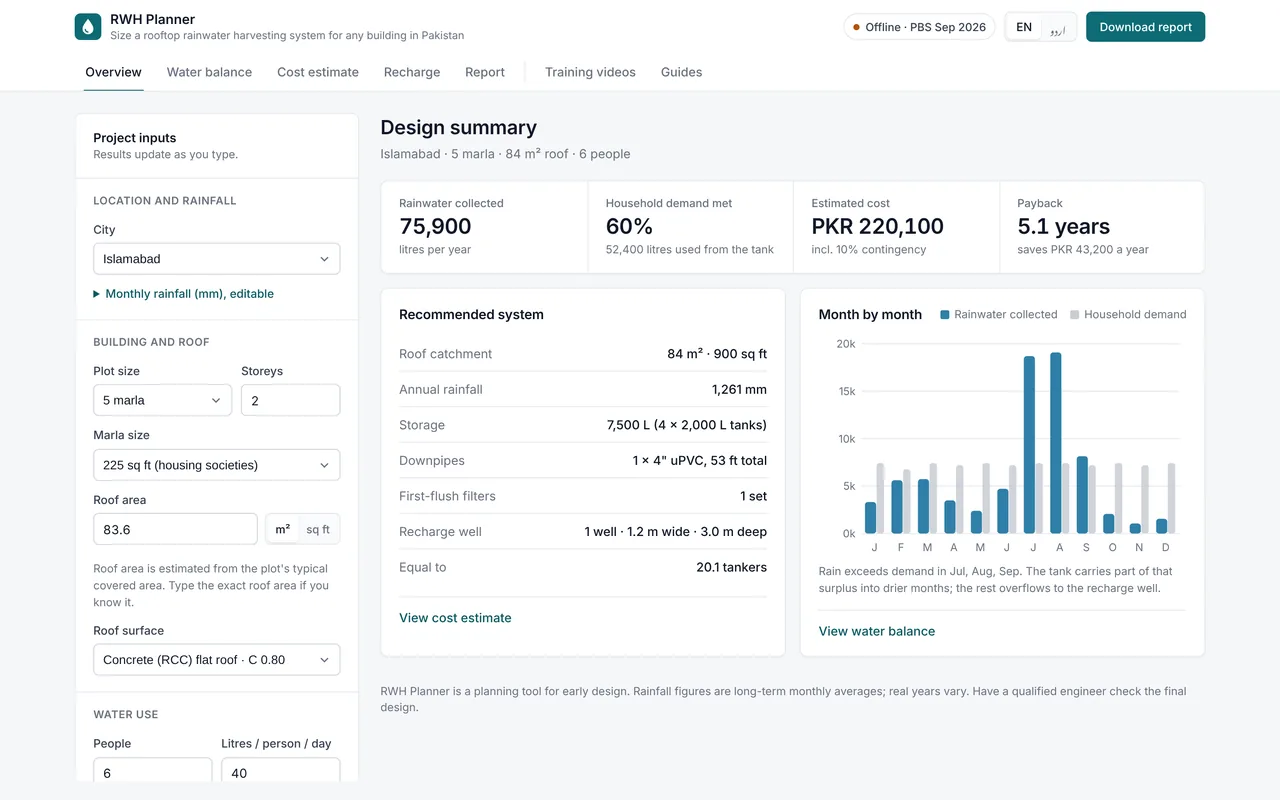 RWH Planner
Size a rooftop rainwater harvesting system for any building in Pakistan
Offline · PBS Sep 2026
EN
اردو
Download report
Overview
Water balance
Cost estimate
Recharge
Report
Training videos
Guides
Project inputs
Results update as you type.
LOCATION AND RAINFALL
City
Islamabad
Monthly rainfall (mm), editable
BUILDING AND ROOF
Plot size
Storeys
5 marla
2
Marla size
225 sq ft (housing societies)
Roof area
83.6
m²
sq ft
Roof area is estimated from the plot's typical
covered area. Type the exact roof area if you
know it.
Roof surface
Concrete (RCC) flat roof · C 0.80
WATER USE
People
Litres / person / day
6
40
Design summary
Islamabad · 5 marla · 84 m² roof · 6 people
Rainwater collected
75,900
litres per year
Household demand met
60%
52,400 litres used from the tank
Estimated cost
PKR 220,100
incl. 10% contingency
Payback
5.1 years
saves PKR 43,200 a year
Recommended system
Roof catchment
84 m² · 900 sq ft
Annual rainfall
1,261 mm
Storage
7,500 L (4 × 2,000 L tanks)
Downpipes
1 × 4" uPVC, 53 ft total
First-flush filters
1 set
Recharge well
1 well · 1.2 m wide · 3.0 m deep
Equal to
20.1 tankers
View cost estimate
Month by month
Rainwater collected
Household demand
20k
15k
10k
5k
0k
J F M A M J J A S O N D
Rain exceeds demand in Jul, Aug, Sep. The tank carries part of that
surplus into drier months; the rest overflows to the recharge well.
View water balance
RWH Planner is a planning tool for early design. Rainfall figures are long-term monthly averages; real years vary. Have a qualified engineer check the final
design.